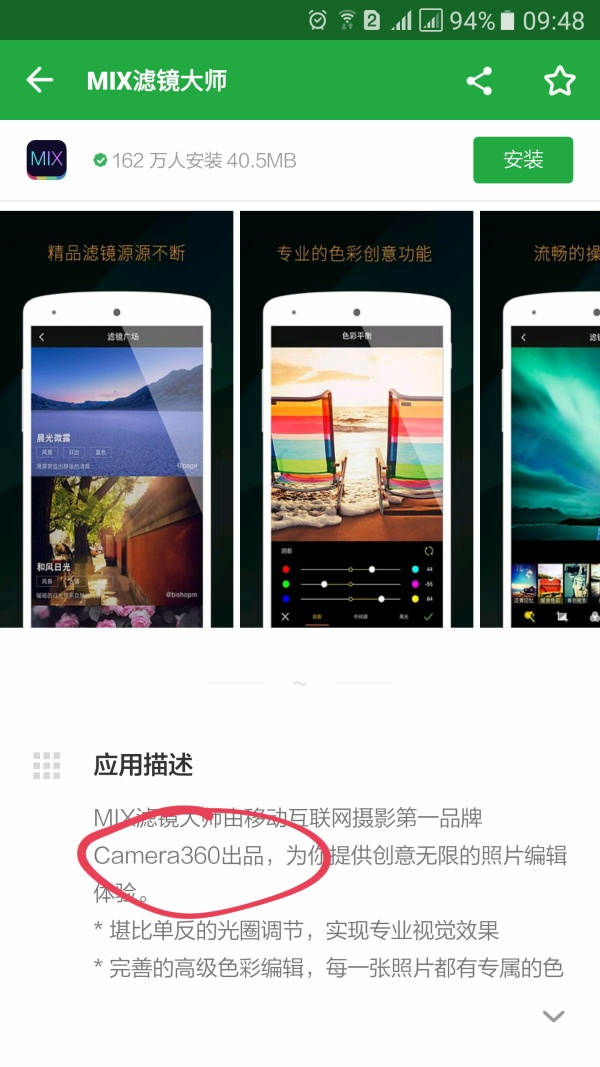 2 94% 09:48
MIX滤镜大师
MIX
162 万人安装 40.5MB
安装
精品滤镜源源不断
滤镜广场
晨光微露
风景 日出 蓝色
@page
和风日光
风景
@bishopm
专业的色彩创意功能
色彩平衡
阴影
44
-55
64
阴影 中间调 高光
流畅的操
应用描述
MIX滤镜大师由移动互联网摄影第一品牌
Camera360出品，为你提供创意无限的照片编辑
体验。
* 堪比单反的光圈调节，实现专业视觉效果
* 完善的高级色彩编辑，每一张照片都有专属的色